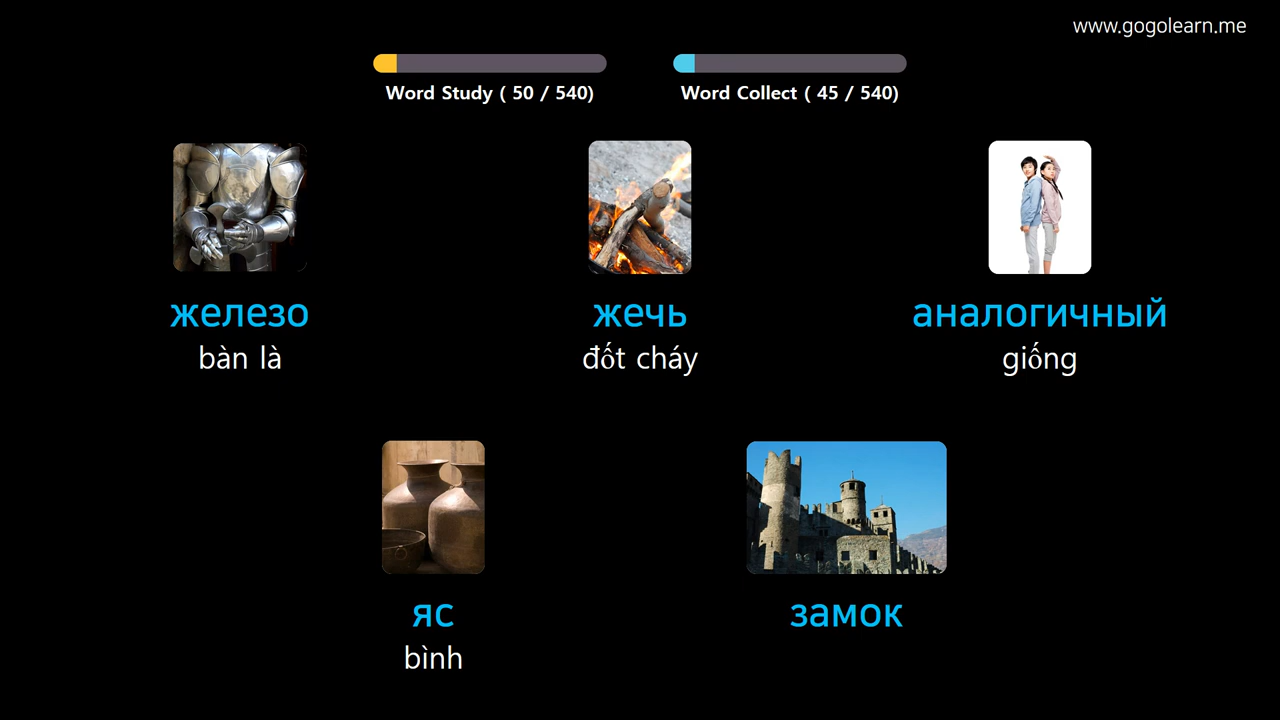 www.gogolearn.me
Word Study ( 50 / 540)
Word Collect ( 45 / 540)
железо
bàn là
жечь
đốt cháy
аналогичный
giống
яс
bình
замок